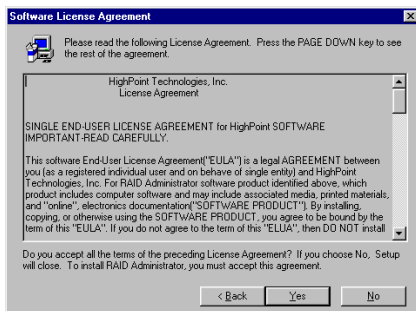 Software License Agreement
Please read the following License Agreement. Press the PAGE DOWN key to see
the rest of the agreement.
HighPoint Technologies, Inc.
License Agreement
SINGLE END-USER LICENSE AGREEMENT for HighPoint SOFTWARE
IMPORTANT-READ CAREFULLY.
This software End-User License Agreement("EULA") is a legal AGREEMENT between
you (as a registered individual user and on behave of single entity) and HighPoint
Technologies, Inc. For RAID Administrator software product identified above, which
product includes computer software and may include associated media, printed materials,
and "online", electronics documentation("SOFTWARE PRODUCT"). By installing,
copying, or otherwise using the SOFTWARE PRODUCT, you agree to be bound by the
term of this "EULA". If you do not agree to the term of this "ELUA", then DO NOT install
Do you accept all the terms of the preceding License Agreement? If you choose No, Setup
will close. To install RAID Administrator, you must accept this agreement.
< Back
Yes
No